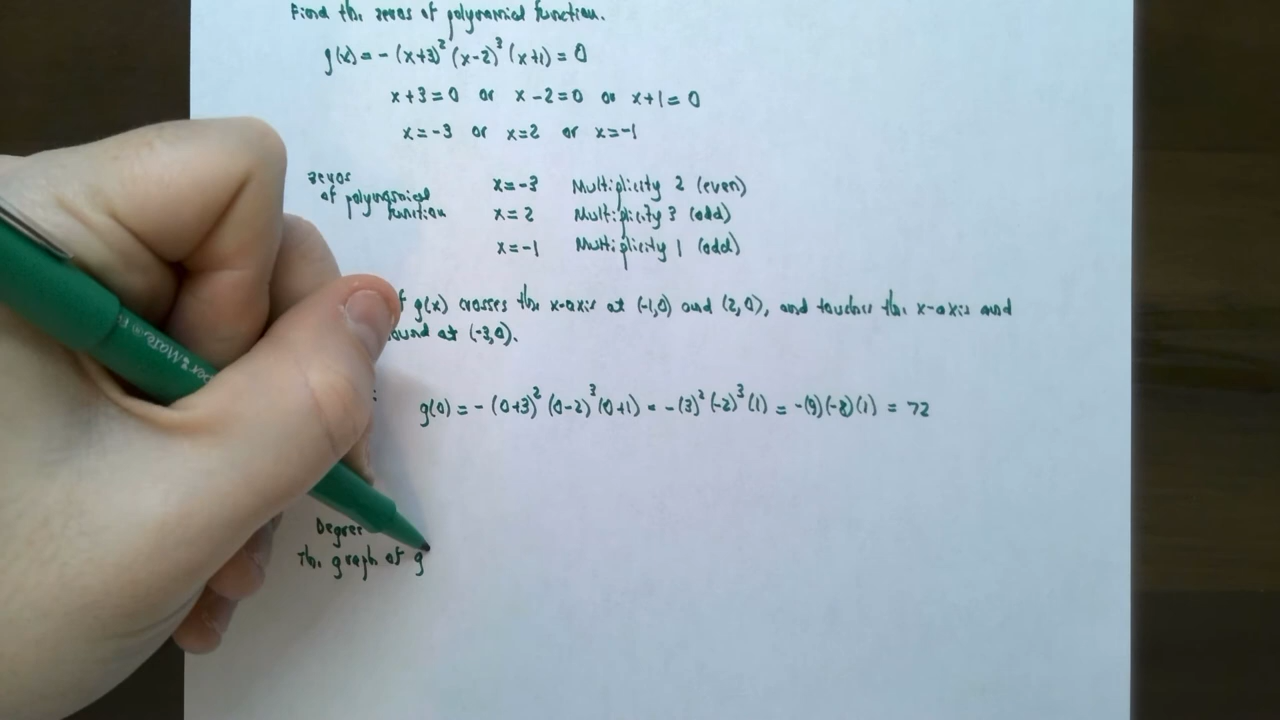 Find the zeros of polynomial function.
g(x) = - (x+3)² (x-2)³ (x+1) = 0
x+3=0 or x-2=0 or x+1=0
x=-3 or x=2 or x=-1
zeros of polynomial function
x=-3 Multiplicity 2 (even)
x=2 Multiplicity 3 (odd)
x=-1 Multiplicity 1 (odd)
f g(x) crosses the x-axis at (-1,0) and (2,0), and touches the x-axis and
ound at (-3,0).
: g(0) = - (0+3)² (0-2)³ (0+1) = -(3)² (-2)³ (1) = -(9)(-8)(1) = 72
Degree
The graph of g